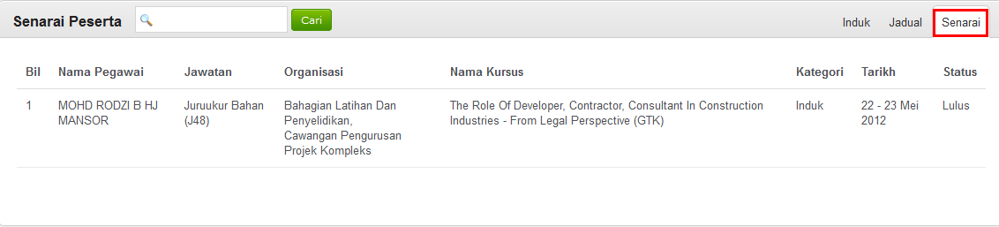 Senarai Peserta Cari Induk Jadual Senarai
Bil Nama Pegawai Jawatan Organisasi Nama Kursus Kategori Tarikh Status
1 MOHD RODZI B HJ MANSOR Juruukur Bahan (J48) Bahagian Latihan Dan Penyelidikan, Cawangan Pengurusan Projek Kompleks The Role Of Developer, Contractor, Consultant In Construction Industries - From Legal Perspective (GTK) Induk 22 - 23 Mei 2012 Lulus